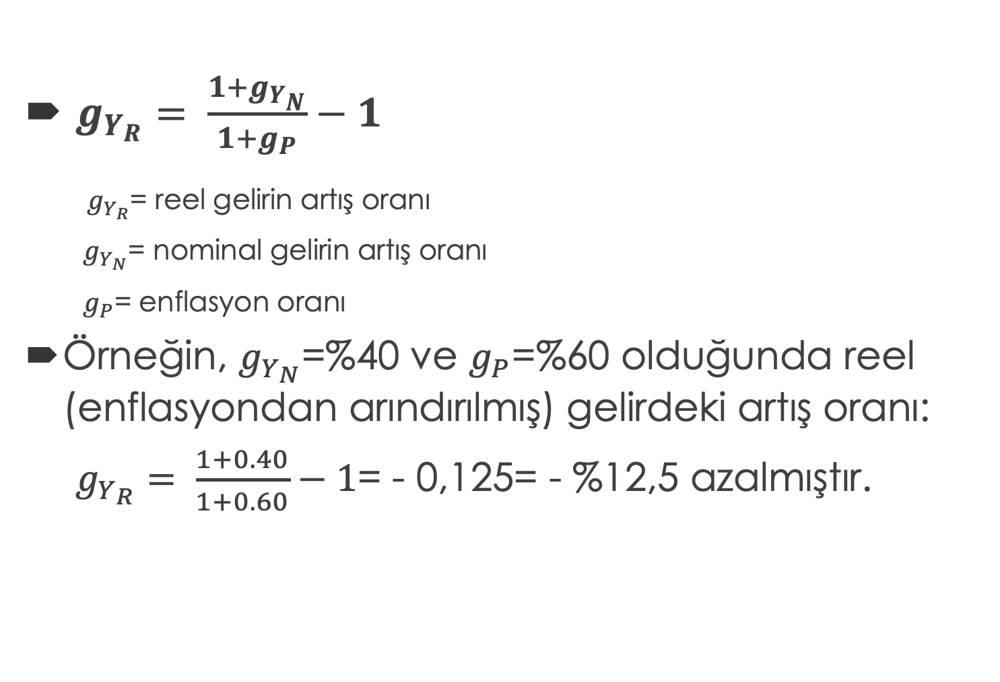 g_{Y_R} = \frac{1+g_{Y_N}}{1+g_P} − 1
g_{Y_R}= reel gelirin artış oranı
g_{Y_N}= nominal gelirin artış oranı
g_P= enflasyon oranı
Örneğin, g_{Y_N}=%40 ve g_P=%60 olduğunda reel
(enflasyondan arındırılmış) gelirdeki artış oranı:
g_{Y_R} = \frac{1+0.40}{1+0.60} − 1= - 0,125= - %12,5 azalmıştır.